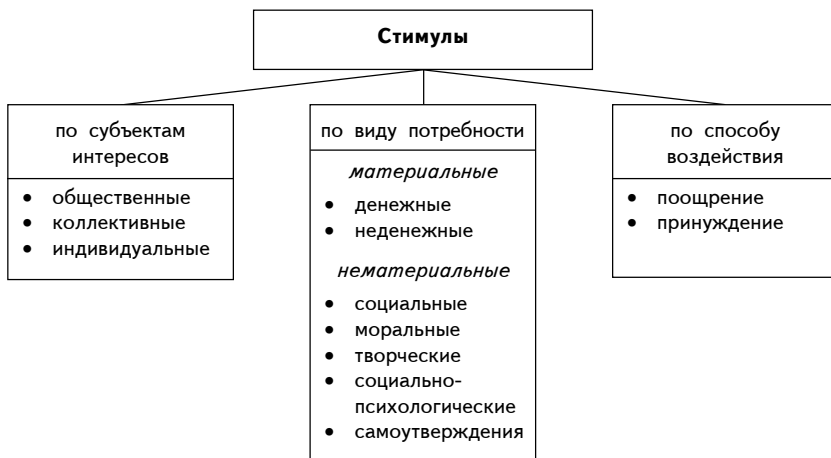 Стимулы
по субъектам
интересов
• общественные
• коллективные
• индивидуальные
по виду потребности
материальные
• денежные
• неденежные
нематериальные
• социальные
• моральные
• творческие
• социально-
психологические
• самоутверждения
по способу
воздействия
• поощрение
• принуждение